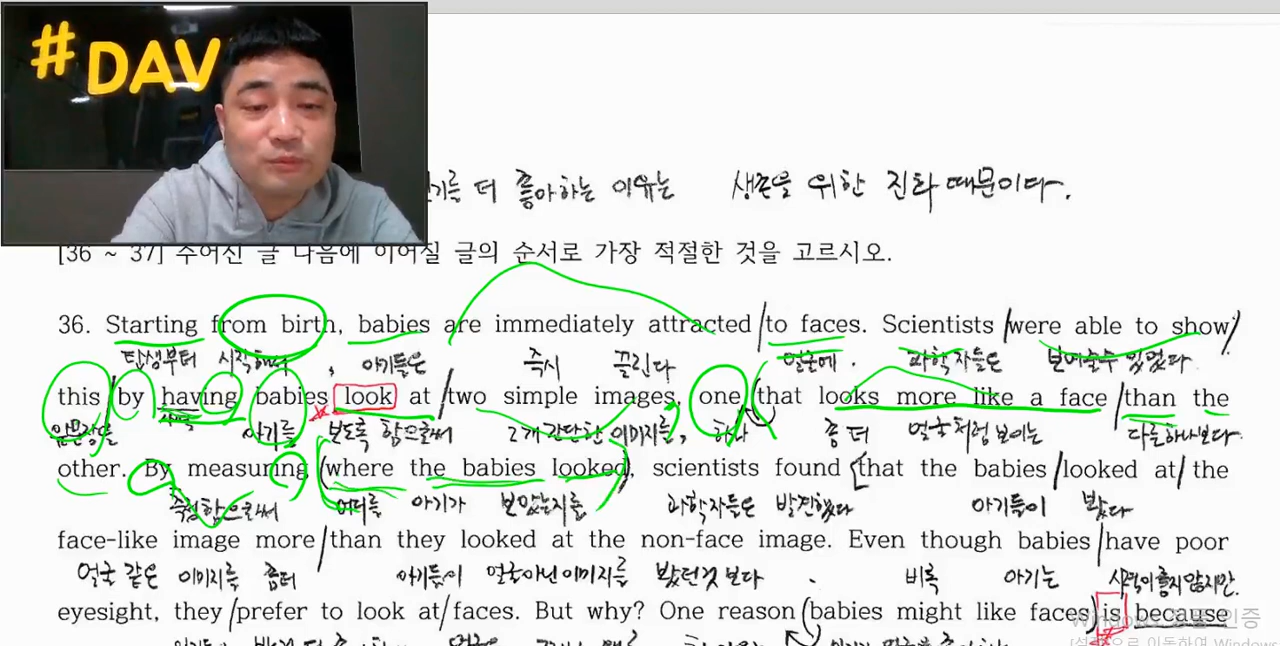 #DAV
더 좋아하는 이유는 생존을 위한 진화 때문이다.
[36 ~ 37] 주어진 글 다음에 이어질 글의 순서로 가장 적절한 것을 고르시오.
36. Starting from birth, babies are immediately attracted to faces. Scientists were able to show
탄생부터 시작해서, 아기들은 즉시 끌린다 얼굴에. 과학자들은 보여줄수 있었다
this by having babies look at two simple images, one that looks more like a face than the
아기를 보도록 함으로써 2개 간단한 이미지를, 하나 좀 더 얼굴처럼 보이는 다른하나보다.
other. By measuring where the babies looked, scientists found that the babies looked at the
측정함으로써 어디를 아기가 보았는지를 과학자들은 발견했다 아기들이 봤다
face-like image more than they looked at the non-face image. Even though babies have poor
얼굴 같은 이미지를 좀더 아기들이 얼굴아닌이미지를 봤던것 보다. 비록 아기는 시력이좋지않지만.
eyesight, they prefer to look at faces. But why? One reason babies might like faces is because
Windows 정품 인증